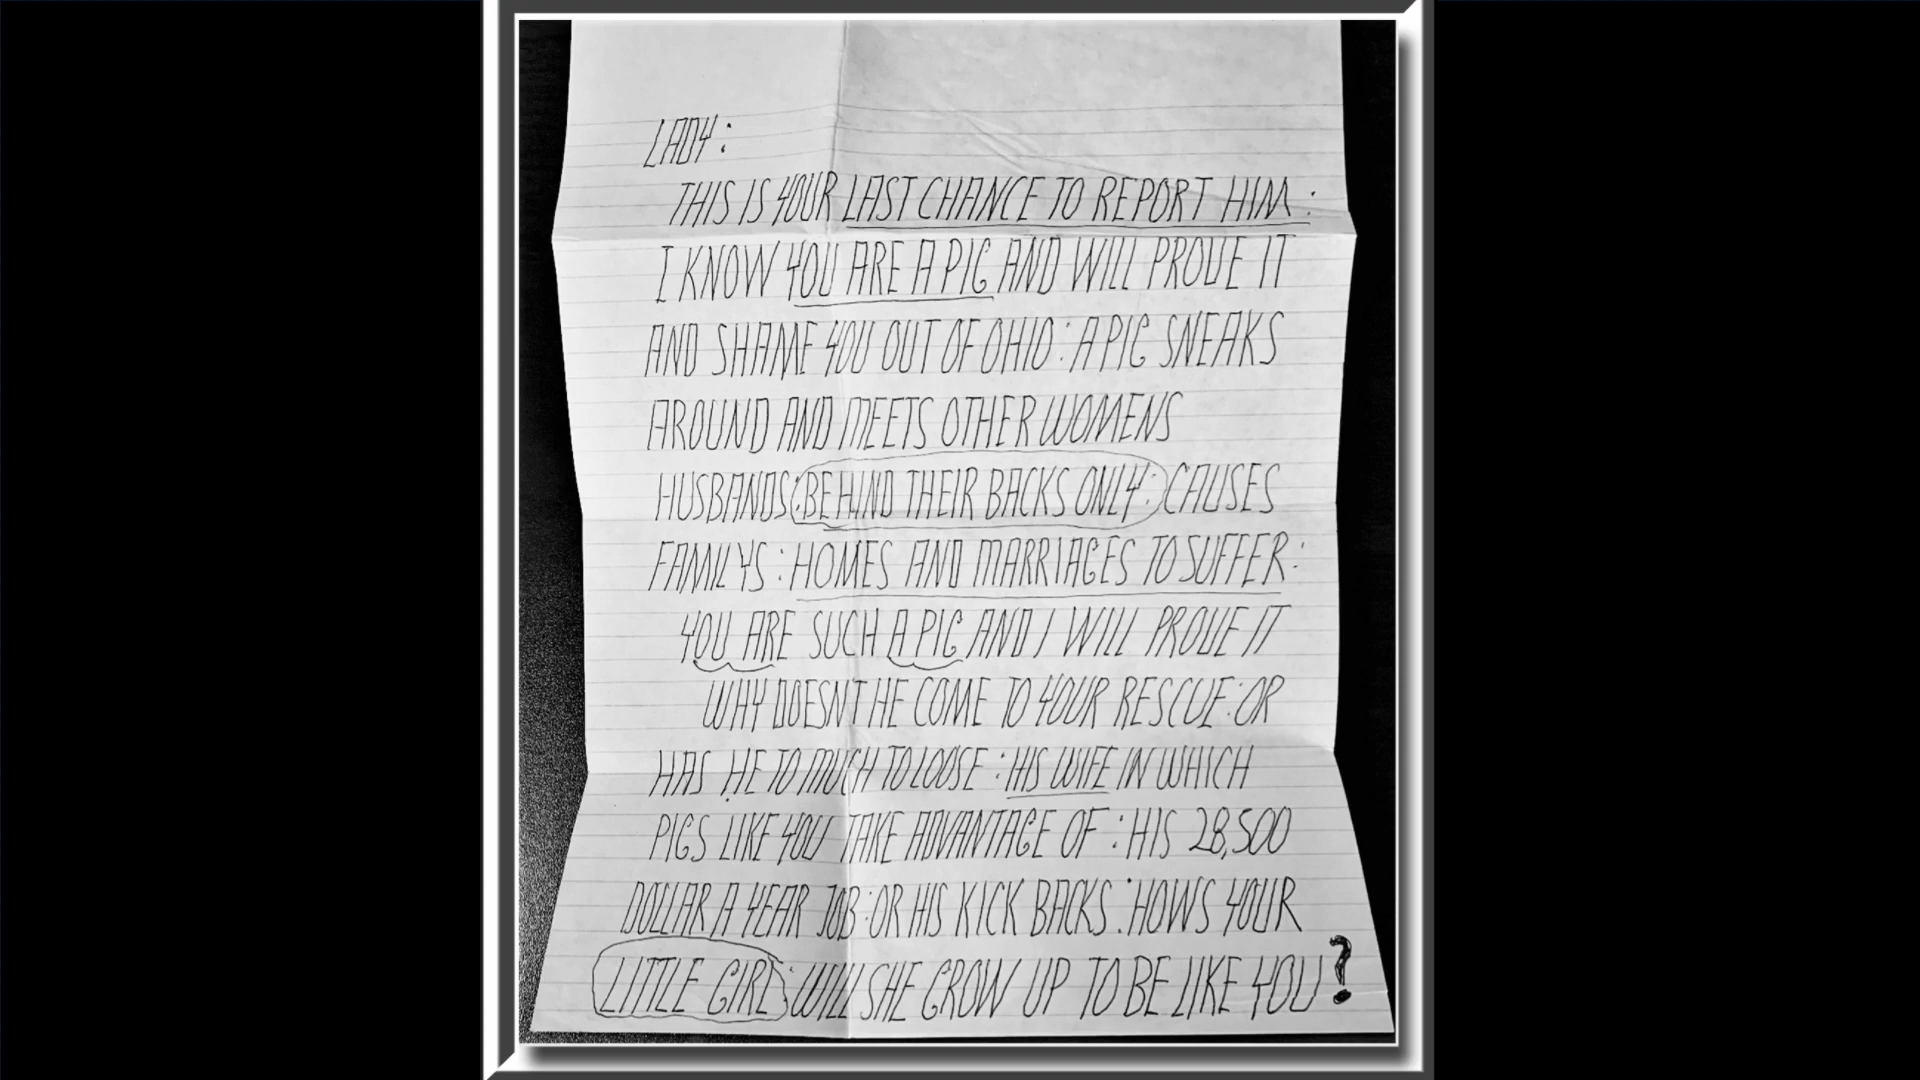 LADY:
THIS IS YOUR LAST CHANCE TO REPORT HIM:
I KNOW YOU ARE A PIG AND WILL PROVE IT
AND SHAME YOU OUT OF OHIO: A PIG SNEAKS
AROUND AND MEETS OTHER WOMENS
HUSBANDS:BEHIND THEIR BACKS ONLY: CAUSES
FAMILYS: HOMES AND MARRIAGES TO SUFFER:
YOU ARE SUCH A PIG AND I WILL PROVE IT
WHY DOESN'T HE COME TO YOUR RESCUE: OR
HAS HE TO MUCH TO LOOSE: HIS WIFE IN WHICH
PIGS LIKE YOU TAKE ADVANTAGE OF: HIS 28,500
DOLLAR A YEAR JOB: OR HIS KICK BACKS: HOWS YOUR
LITTLE GIRL: WILL SHE GROW UP TO BE LIKE YOU?